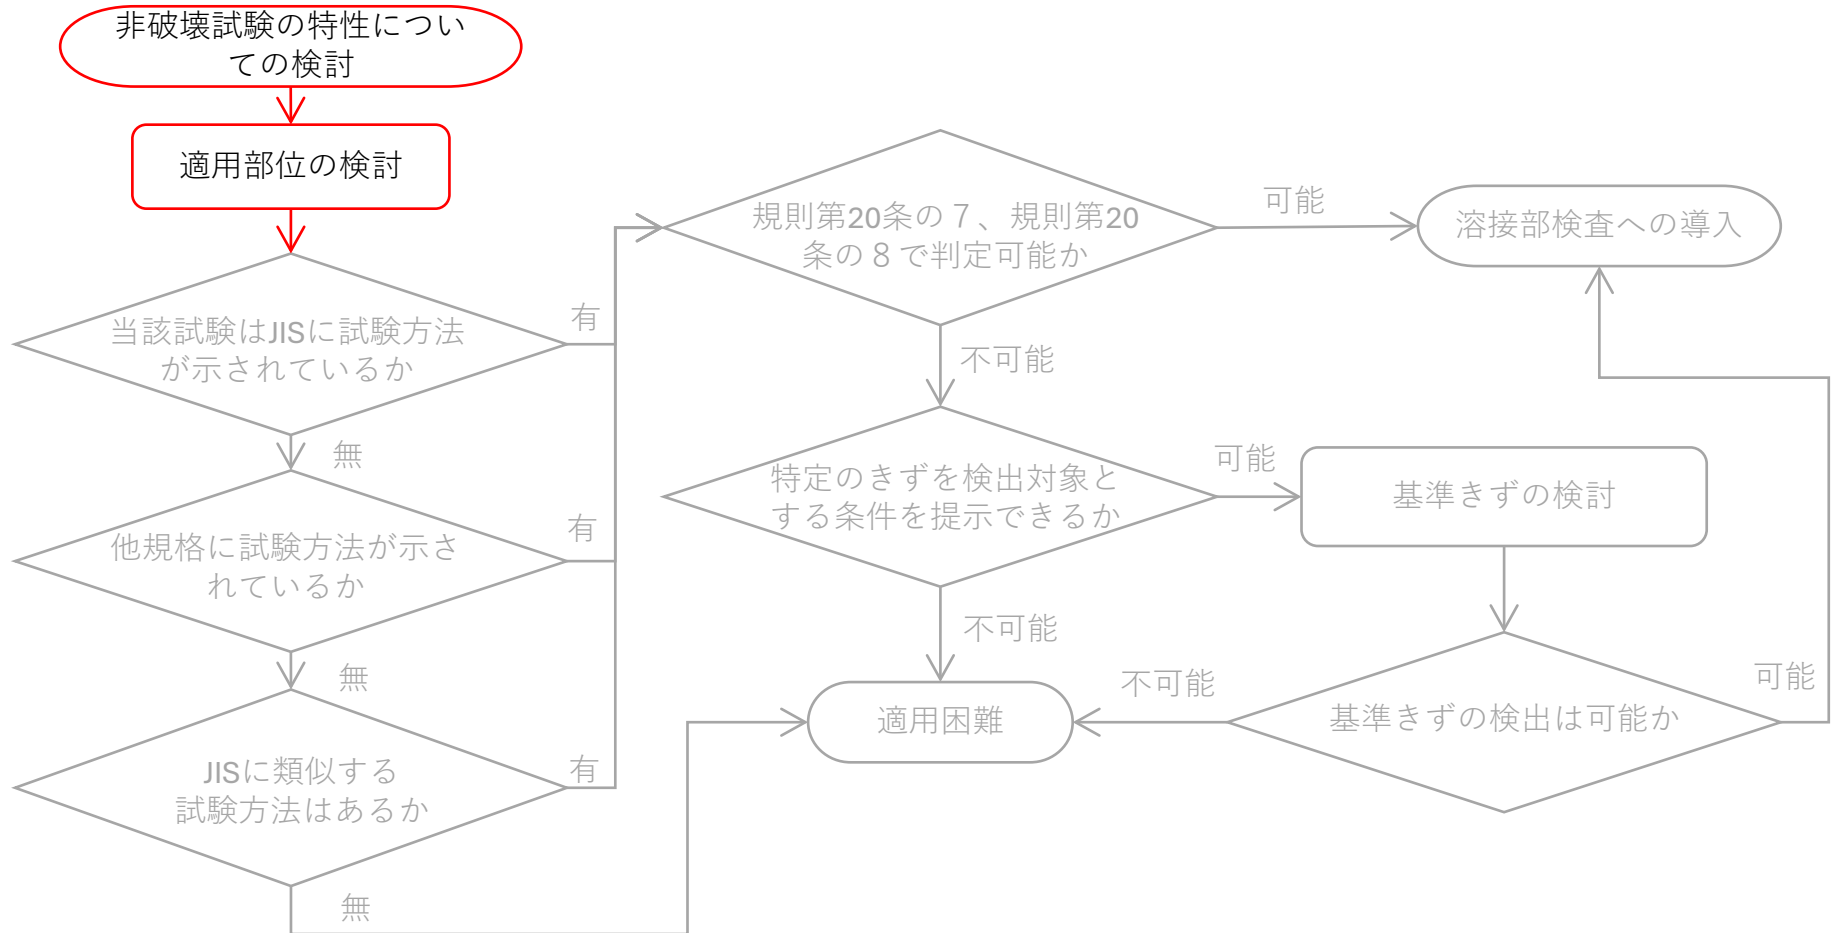 非破壊試験の特性につい
ての検討
適用部位の検討
当該試験はJISに試験方法
が示されているか
有
無
他規格に試験方法が示さ
れているか
有
無
JISに類似する
試験方法はあるか
有
無
規則第20条の７、規則第20
条の８で判定可能か
可能
溶接部検査への導入
不可能
特定のきずを検出対象と
する条件を提示できるか
可能
基準きずの検討
不可能
適用困難
不可能
基準きずの検出は可能か
可能